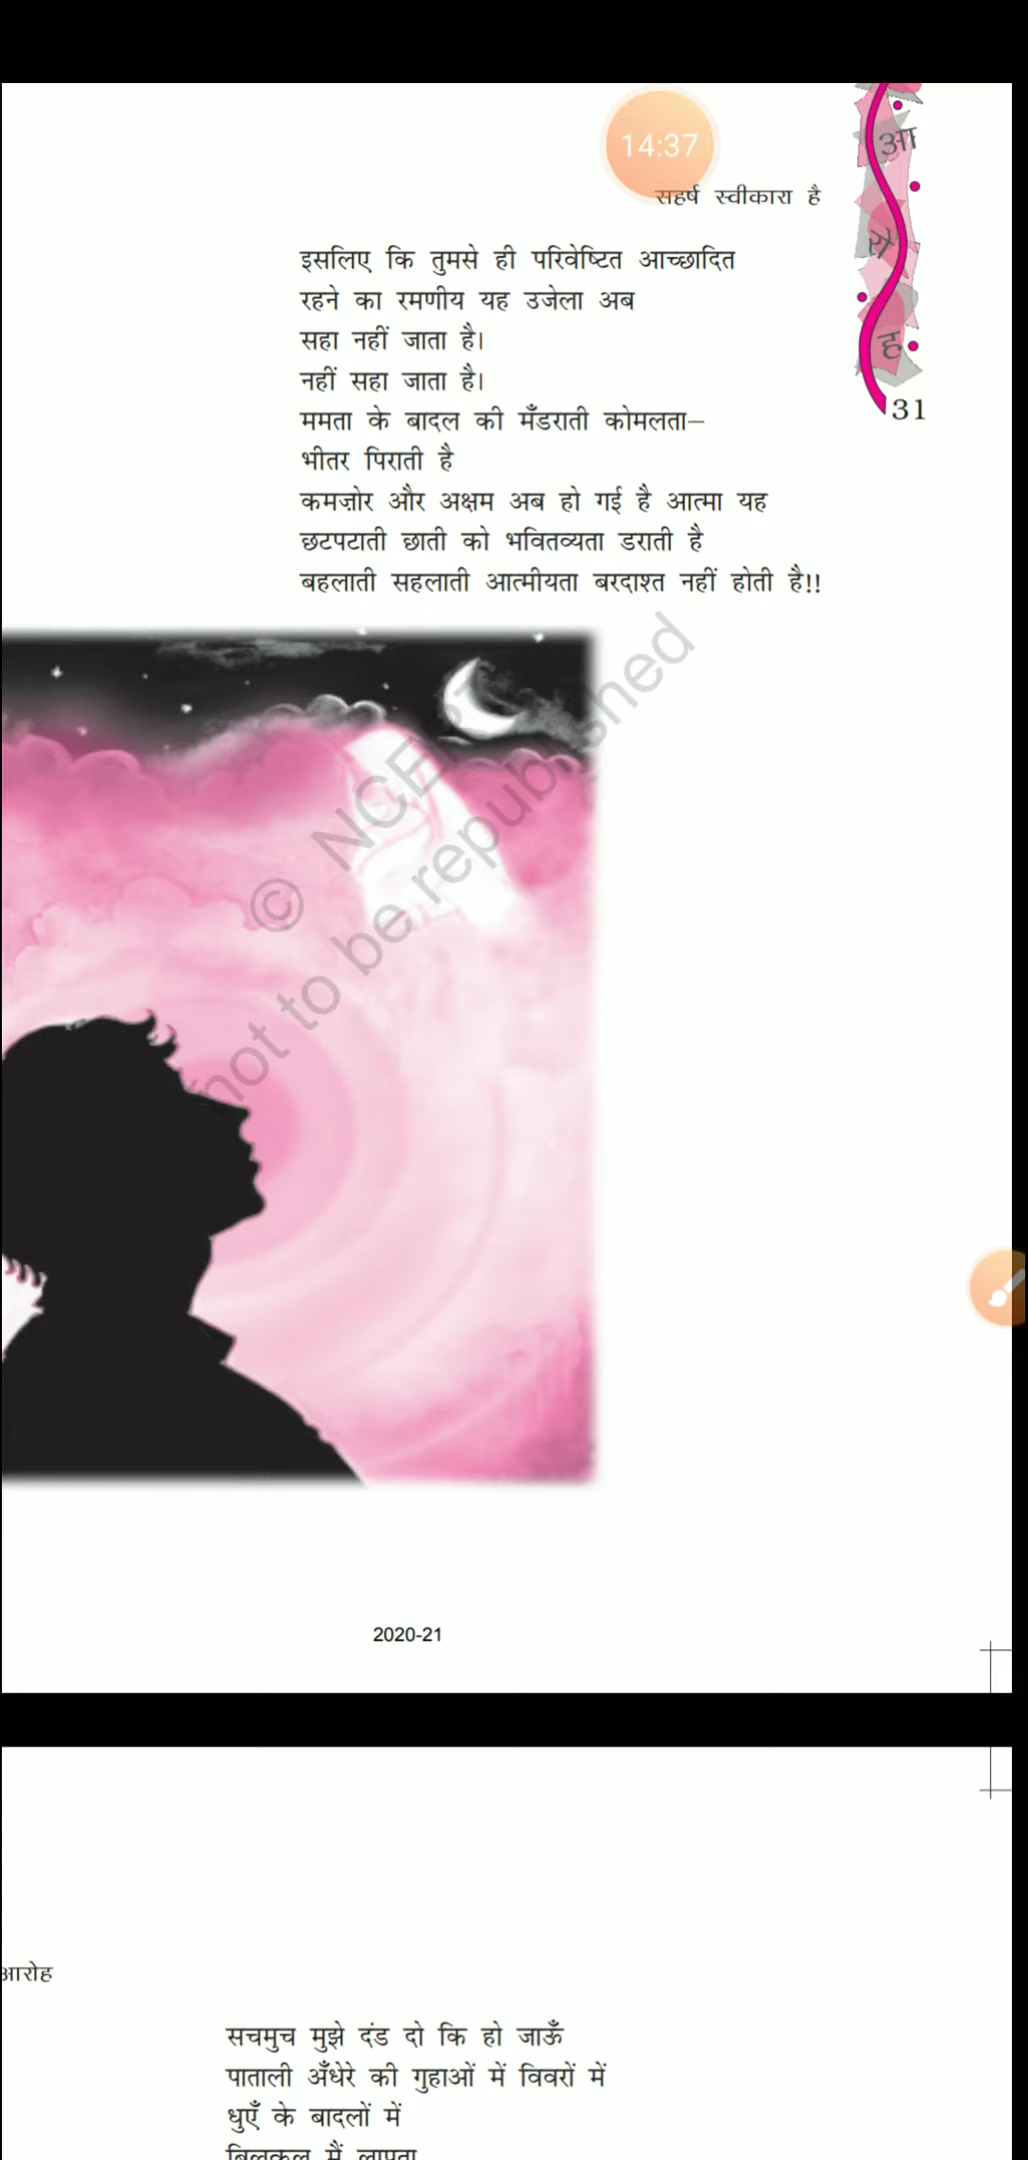 14:37
सहर्ष स्वीकारा है
आ
रो
ह
31
इसलिए कि तुमसे ही परिवेष्टित आच्छादित
रहने का रमणीय यह उजेला अब
सहा नहीं जाता है।
नहीं सहा जाता है।
ममता के बादल की मँडराती कोमलता–
भीतर पिराती है
कमज़ोर और अक्षम अब हो गई है आत्मा यह
छटपटाती छाती को भवितव्यता डराती है
बहलाती सहलाती आत्मीयता बरदाश्त नहीं होती है!!
© NCERT
not to be republished
2020-21
आरोह
सचमुच मुझे दंड दो कि हो जाऊँ
पाताली अँधेरे की गुहाओं में विवरों में
धुएँ के बादलों में
बिलकुल मैं लापता